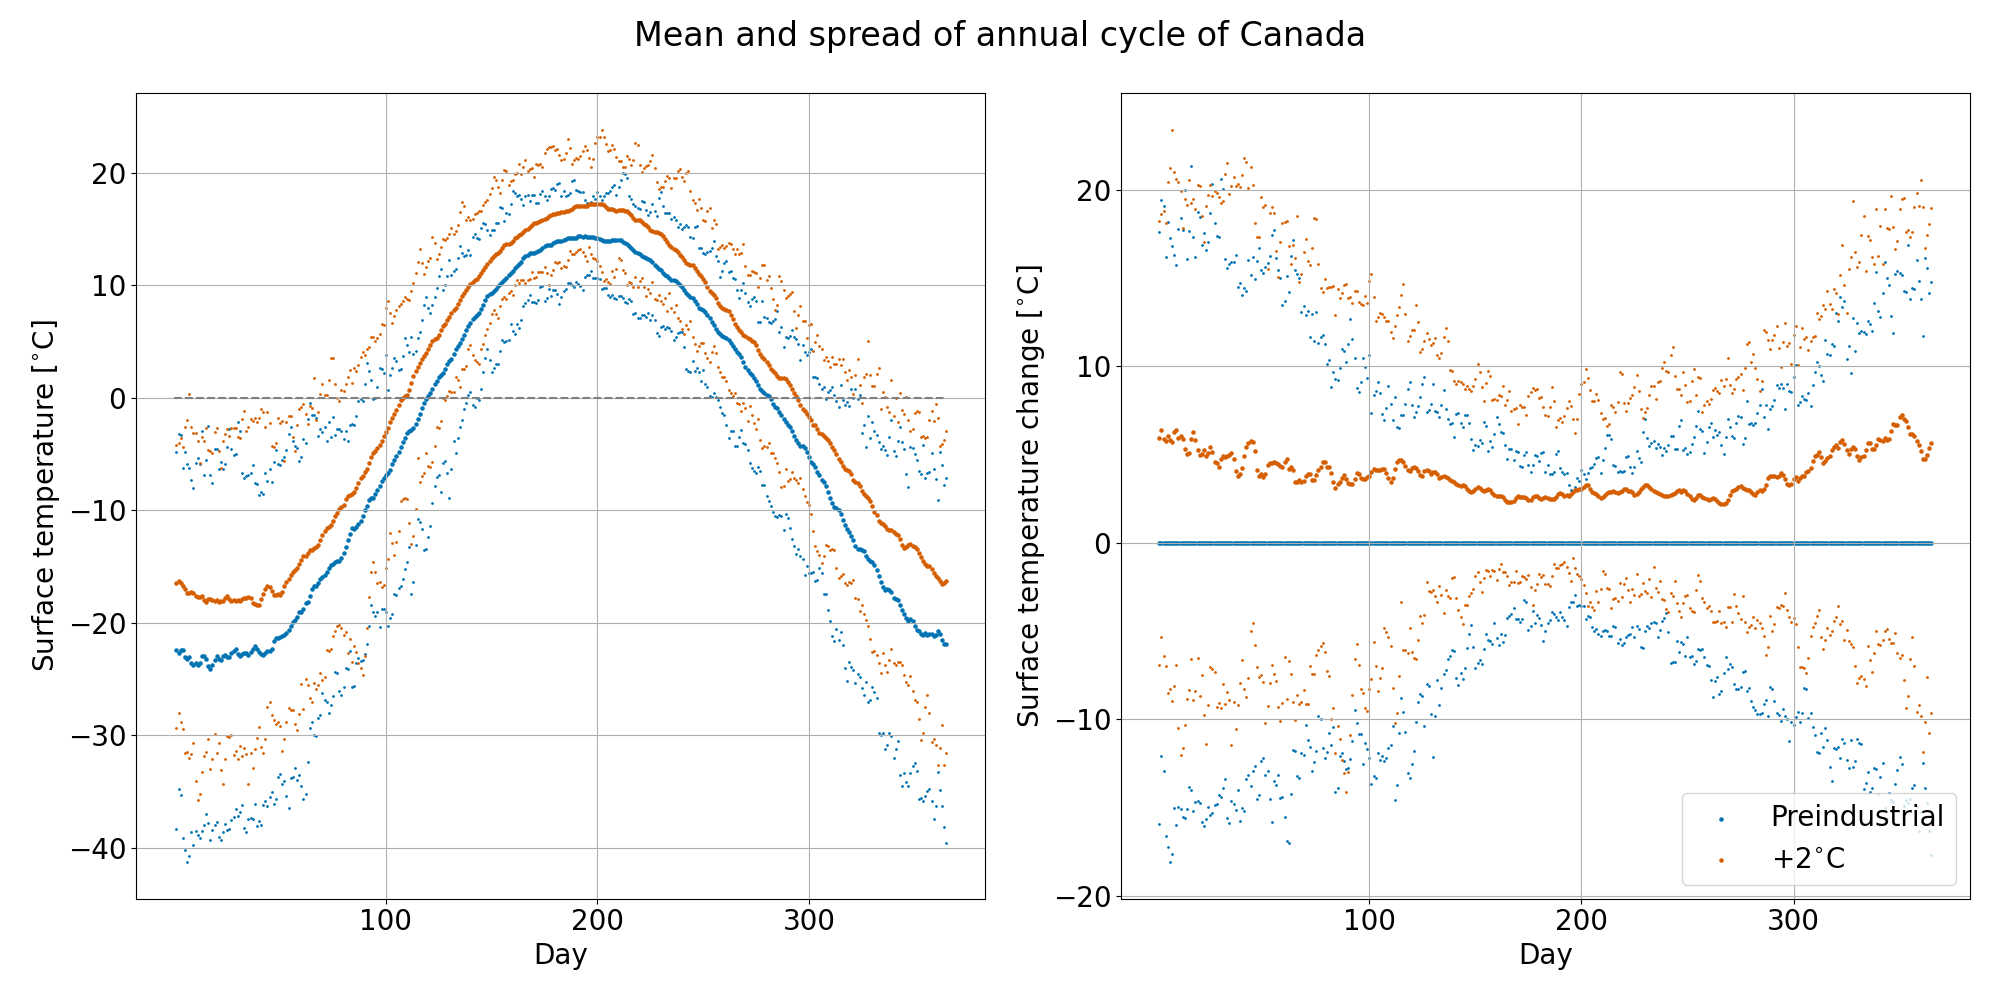 Mean and spread of annual cycle of Canada
Surface temperature [°C]
20
10
0
−10
−20
−30
−40
100 200 300
Day
Surface temperature change [°C]
20
10
0
−10
−20
100 200 300
Day
Preindustrial
+2°C